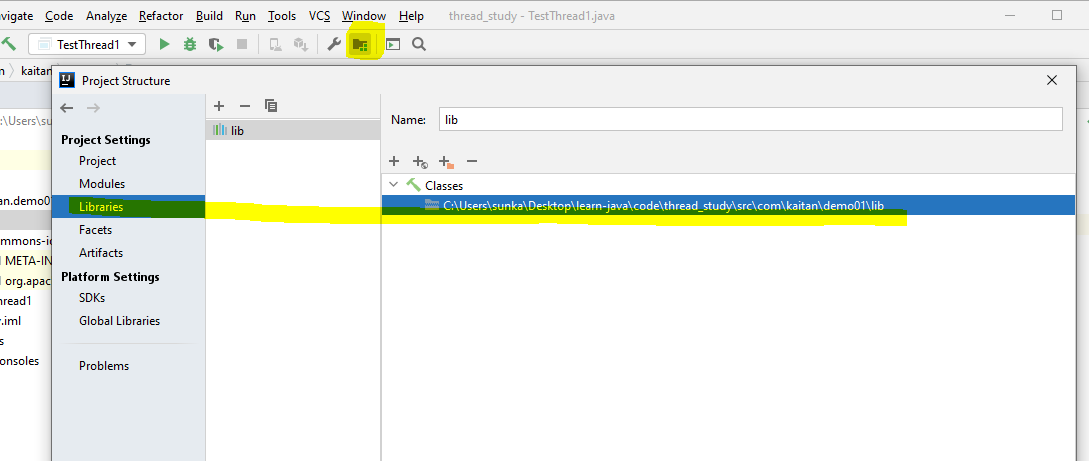 avigate Code Analyze Refactor Build Run Tools VCS Window Help thread_study - TestThread1.java
TestThread1
kaitan
Project Structure
:\Users\su
Name: lib
lib
Project Settings
Project
Modules
Libraries
Facets
Artifacts
Platform Settings
SDKs
Global Libraries
Problems
Classes
C:\Users\sunka\Desktop\learn-java\code\thread_study\src\com\kaitan\demo01\lib
an.demo0
mmons-io
META-IN
org.apac
hread1
y.iml
s
onsoles